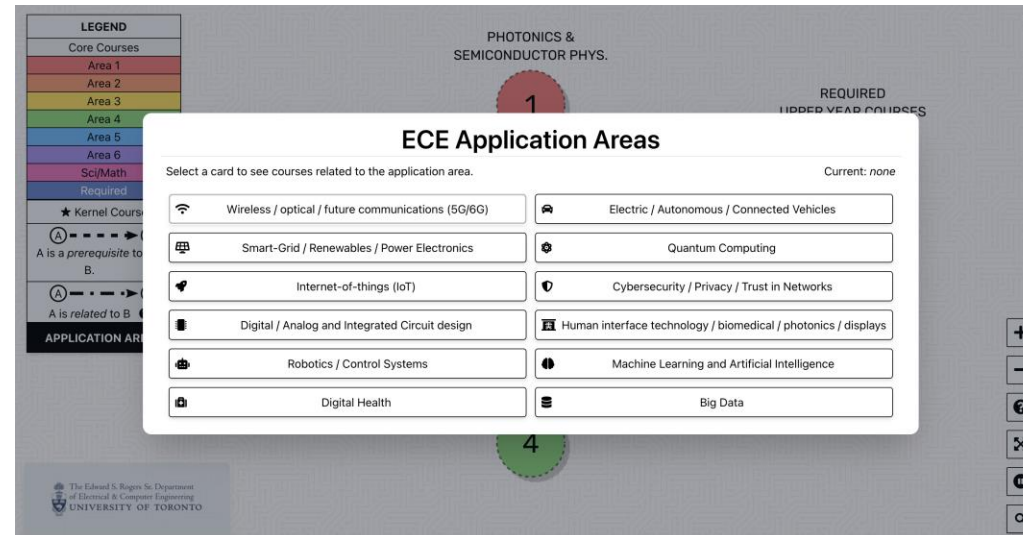 LEGEND
Core Courses
Area 1
Area 2
Area 3
Area 4
Area 5
Area 6
Sci/Math
Required
★ Kernel
A
A is a prerequisite to
B.
A
A is related to B
APPLICATION
PHOTONICS &
SEMICONDUCTOR PHYS.
1
REQUIRED
UPPER YEAR COURSES
ECE Application Areas
Select a card to see courses related to the application area.
Current: none
Wireless / optical / future communications (5G/6G)
Electric / Autonomous / Connected Vehicles
Smart-Grid / Renewables / Power Electronics
Quantum Computing
Internet-of-things (IoT)
Cybersecurity / Privacy / Trust in Networks
Digital / Analog and Integrated Circuit design
Human interface technology / biomedical / photonics / displays
Robotics / Control Systems
Machine Learning and Artificial Intelligence
Digital Health
Big Data
4
The Edward S. Rogers Sr. Department
of Electrical & Computer Engineering
UNIVERSITY OF TORONTO